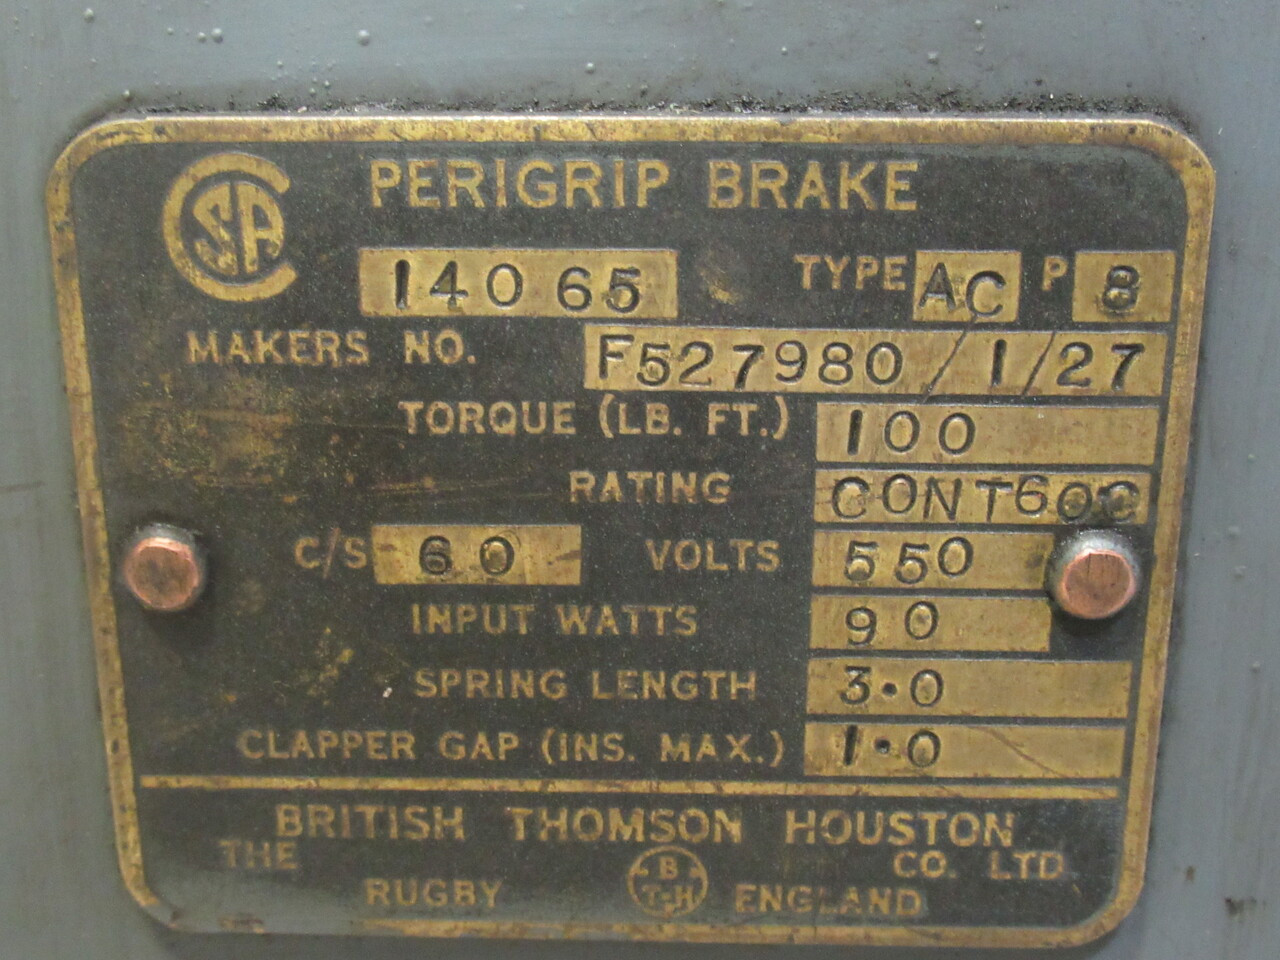 CSA PERIGRIP BRAKE
14065 TYPE AC P 8
MAKERS NO. F527980/1/27
TORQUE (LB. FT.) 100
RATING CONT600
C/S 60 VOLTS 550
INPUT WATTS 90
SPRING LENGTH 3.0
CLAPPER GAP (INS. MAX.) 1.0
THE BRITISH THOMSON HOUSTON CO. LTD.
RUGBY B T-H ENGLAND